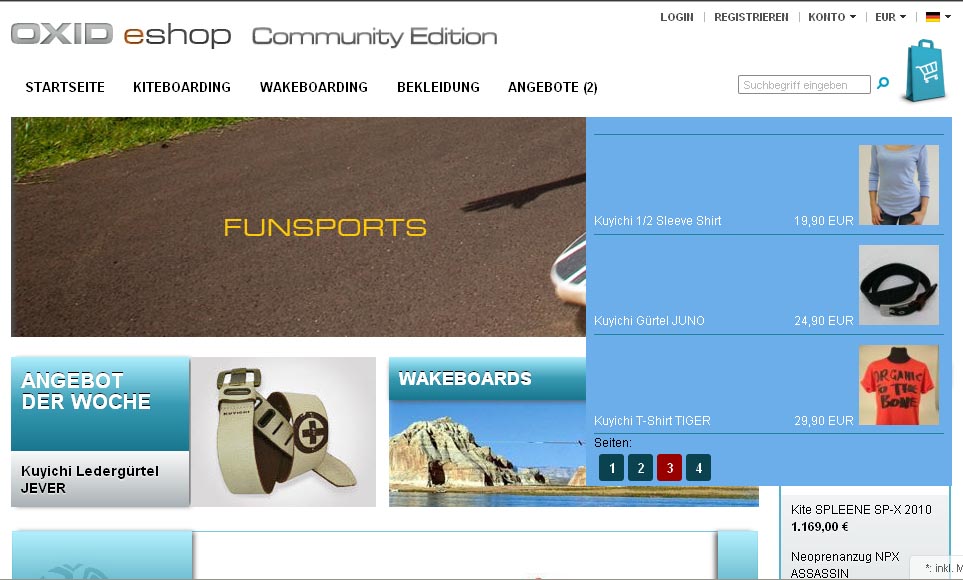 LOGIN
REGISTRIEREN
KONTO
EUR
OXID eshop Community Edition
STARTSEITE
KITEBOARDING
WAKEBOARDING
BEKLEIDUNG
ANGEBOTE (2)
Suchbegriff eingeben
FUNSPORTS
Kuyichi 1/2 Sleeve Shirt
19,90 EUR
Kuyichi Gürtel JUNO
24,90 EUR
ORGANIC
TO THE
BONE
Kuyichi T-Shirt TIGER
29,90 EUR
Seiten:
1 2 3 4
ANGEBOT
DER WOCHE
Kuyichi Ledergürtel
JEVER
WAKEBOARDS
Kite SPLEENE SP-X 2010
1.169,00 €
Neoprenanzug NPX
ASSASSIN
*: inkl. M